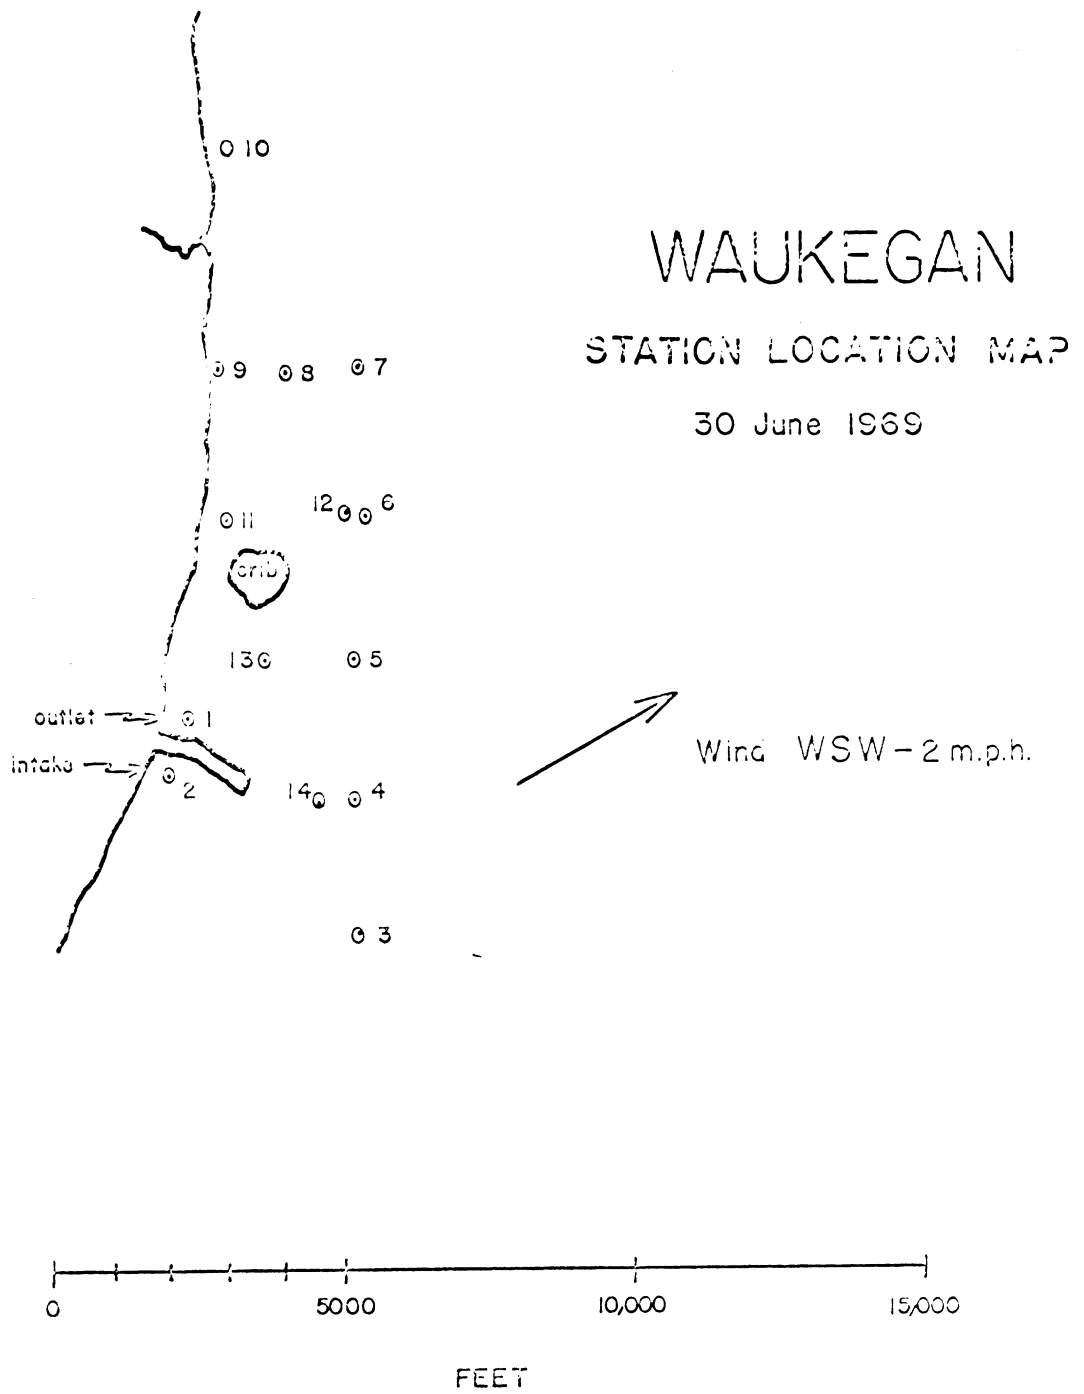 10
WAUKEGAN
STATION LOCATION MAP
30 June 1969
9 8 7
12 6
11
crib
13 5
outlet 1
intake
2 14 4
Wind WSW – 2 m.p.h.
3
0 5000 10,000 15,000
FEET